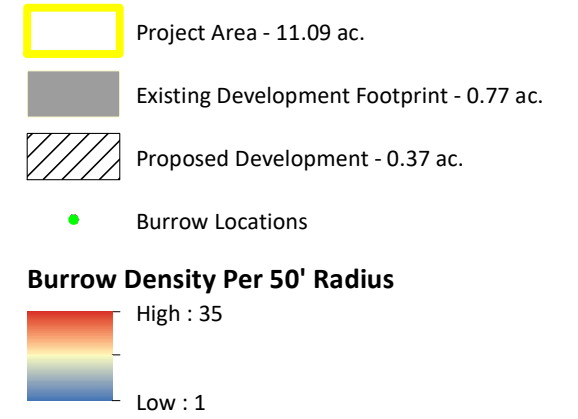 Project Area - 11.09 ac.
Existing Development Footprint - 0.77 ac.
Proposed Development - 0.37 ac.
Burrow Locations
Burrow Density Per 50' Radius
High : 35
Low : 1